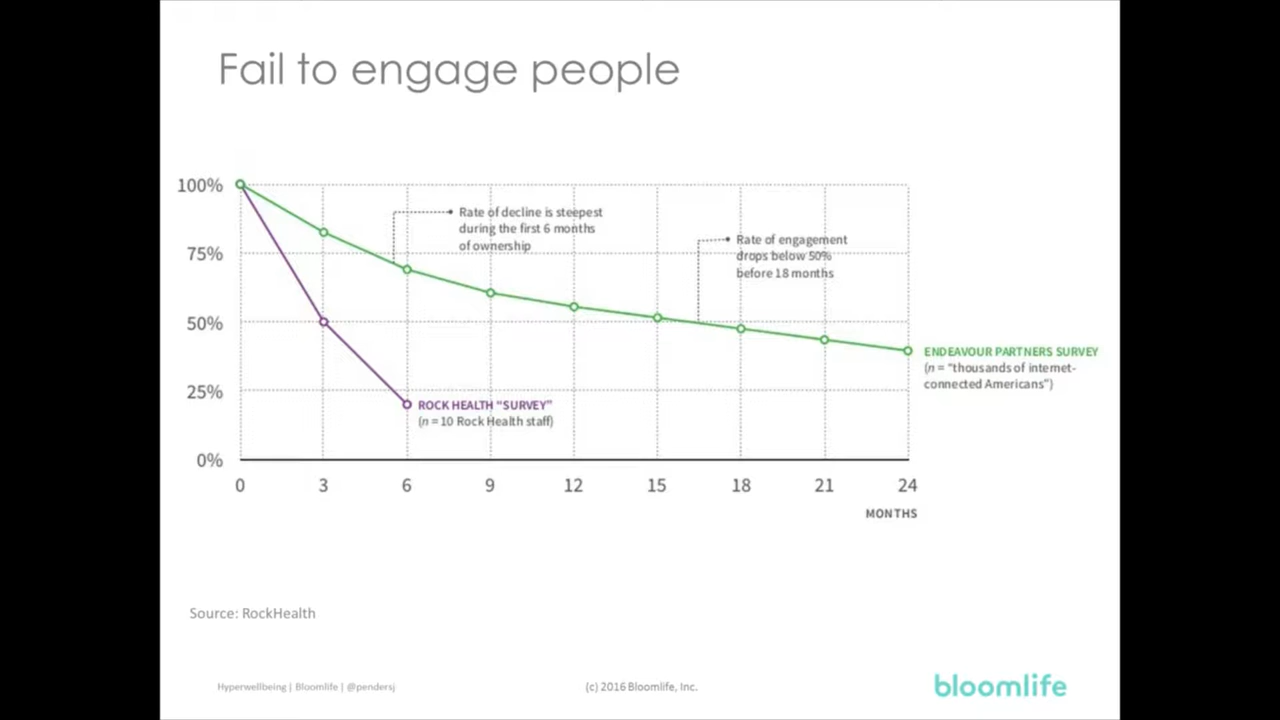 Fail to engage people
100%
75%
50%
25%
0%
Rate of decline is steepest
during the first 6 months
of ownership
Rate of engagement
drops below 50%
before 18 months
ENDEAVOUR PARTNERS SURVEY
(n = "thousands of internet-
connected Americans")
ROCK HEALTH "SURVEY"
(n = 10 Rock Health staff)
0 3 6 9 12 15 18 21 24
MONTHS
Source: RockHealth
Hyperwellbeing | Bloomlife | @pendersj
(c) 2016 Bloomlife, Inc.
bloomlife